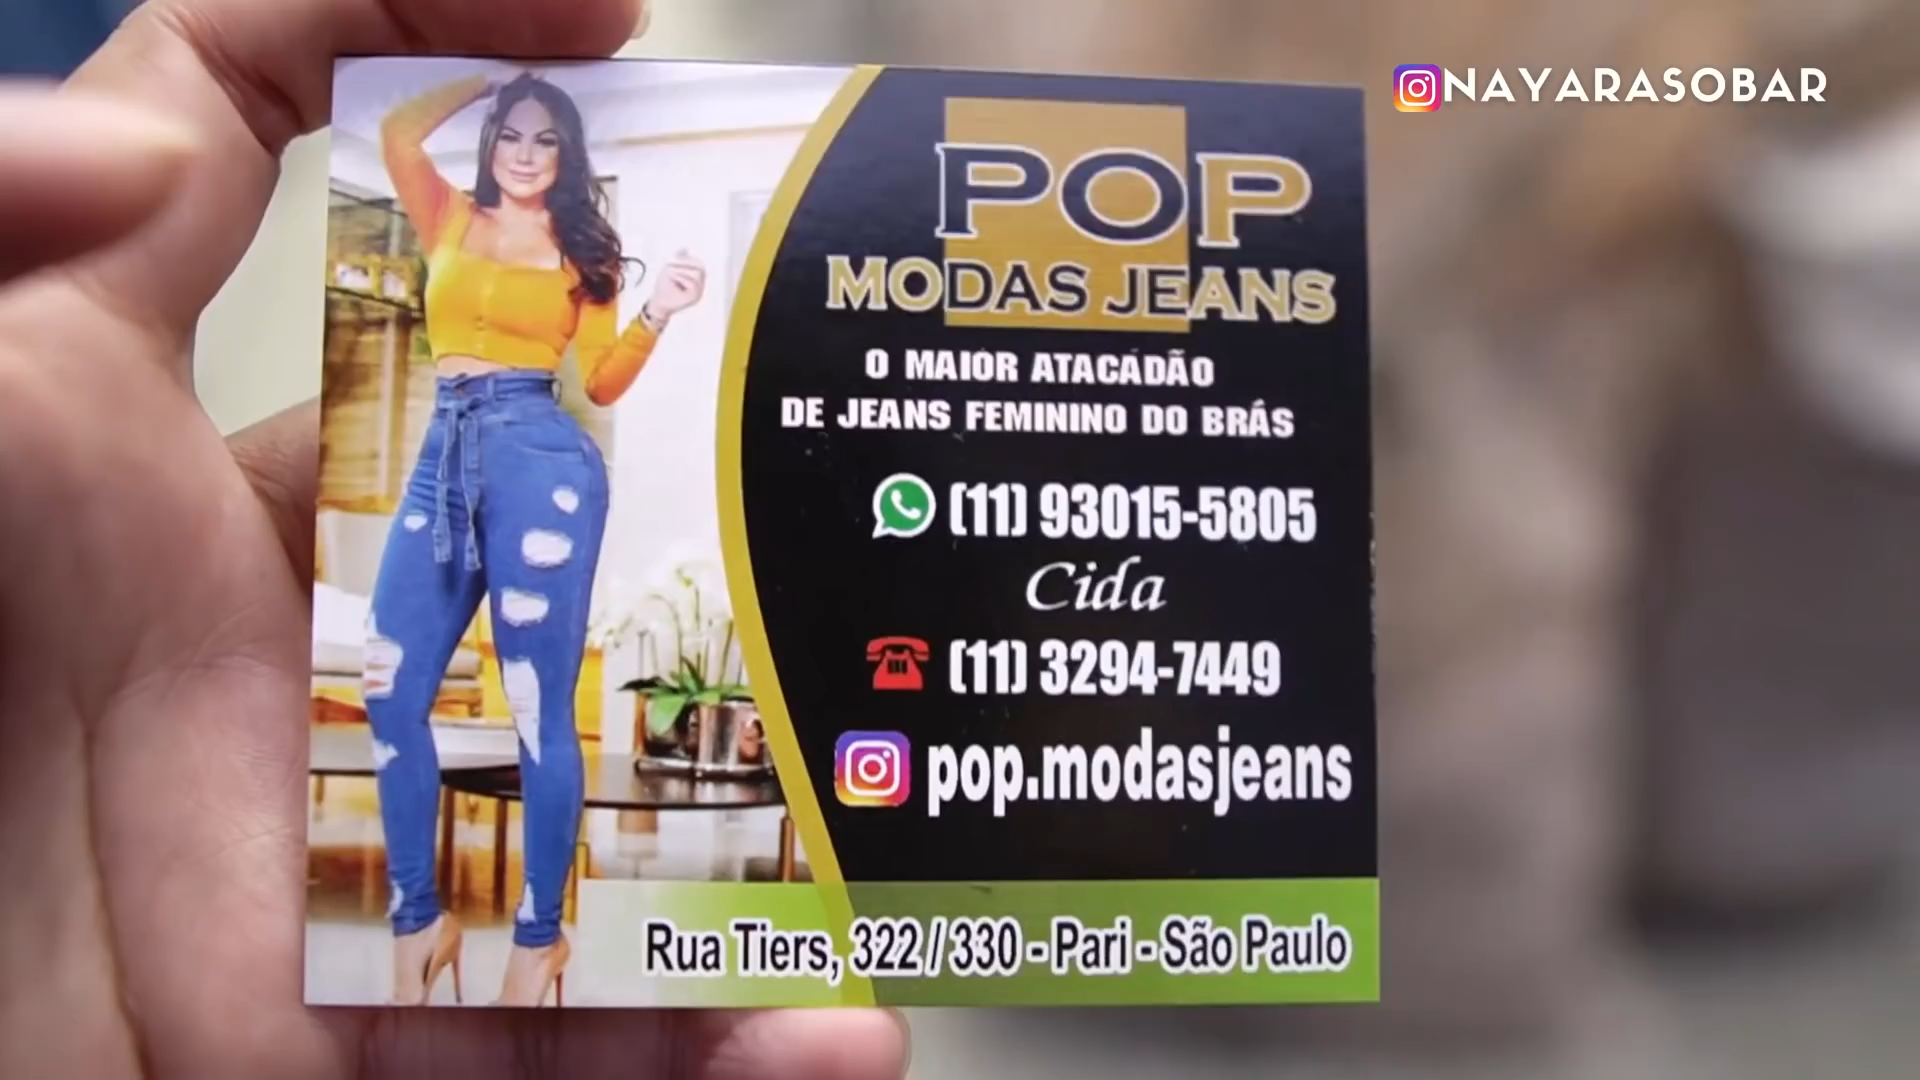 NAYARASOBAR
POP
MODAS JEANS
O MAIOR ATACADÃO
DE JEANS FEMININO DO BRÁS
(11) 93015-5805
Cida
(11) 3294-7449
pop.modasjeans
Rua Tiers, 322 / 330 - Pari - São Paulo